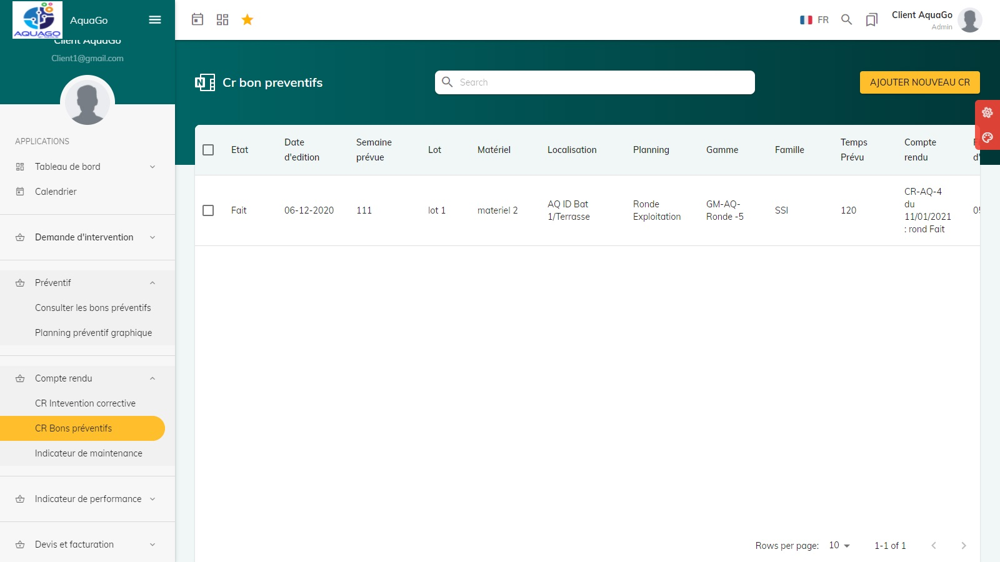 AQUAGO
AquaGo
Client AquaGo
Client1@gmail.com
FR
Client AquaGo
Admin
Cr bon preventifs
Search
AJOUTER NOUVEAU CR
APPLICATIONS
Tableau de bord
Calendrier
Demande d'intervention
Préventif
Consulter les bons préventifs
Planning préventif graphique
Compte rendu
CR Intevention corrective
CR Bons préventifs
Indicateur de maintenance
Indicateur de performance
Devis et facturation
Etat
Date
d'edition
Semaine
prévue
Lot
Matériel
Localisation
Planning
Gamme
Famille
Temps
Prévu
Compte
rendu
Fait
06-12-2020
111
lot 1
materiel 2
AQ ID Bat
1/Terrasse
Ronde
Exploitation
GM-AQ-
Ronde -5
SSI
120
CR-AQ-4
du
11/01/2021
: rond Fait
Rows per page:
10
1-1 of 1